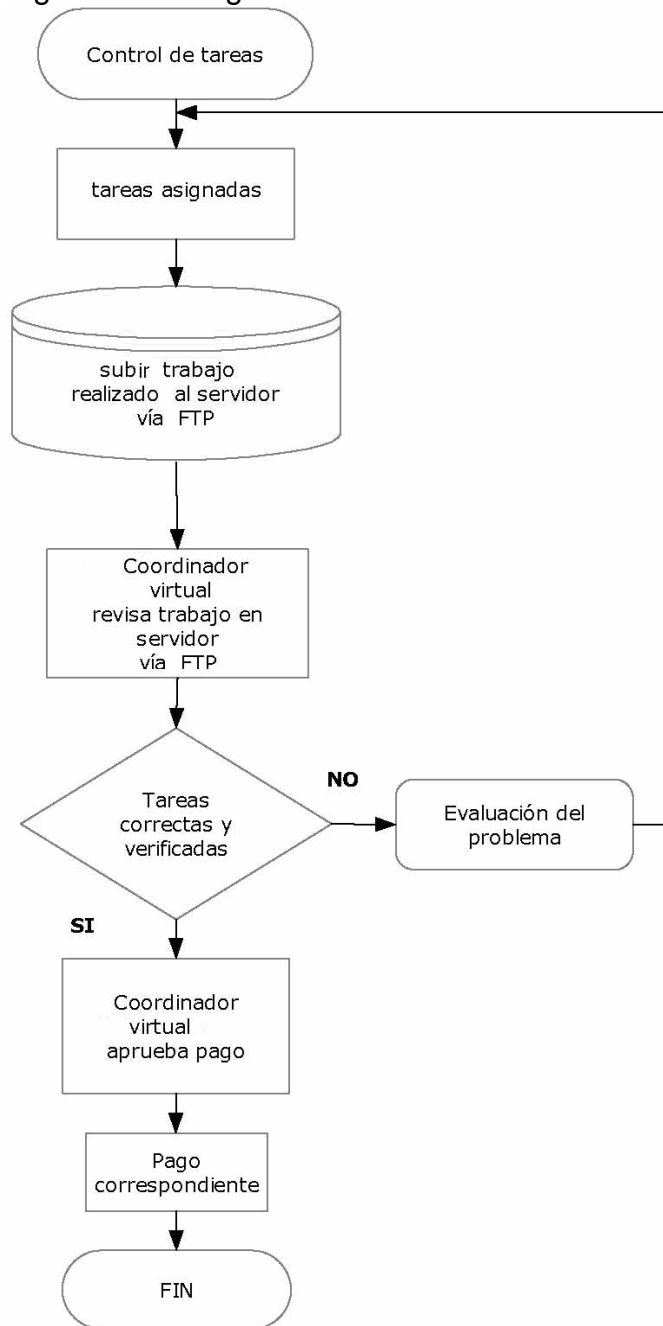 Control de tareas
tareas asignadas
subir trabajo
realizado al servidor
vía FTP
Coordinador
virtual
revisa trabajo en
servidor
vía FTP
Tareas
correctas y
verificadas
NO
Evaluación del
problema
SI
Coordinador
virtual
aprueba pago
Pago
correspondiente
FIN